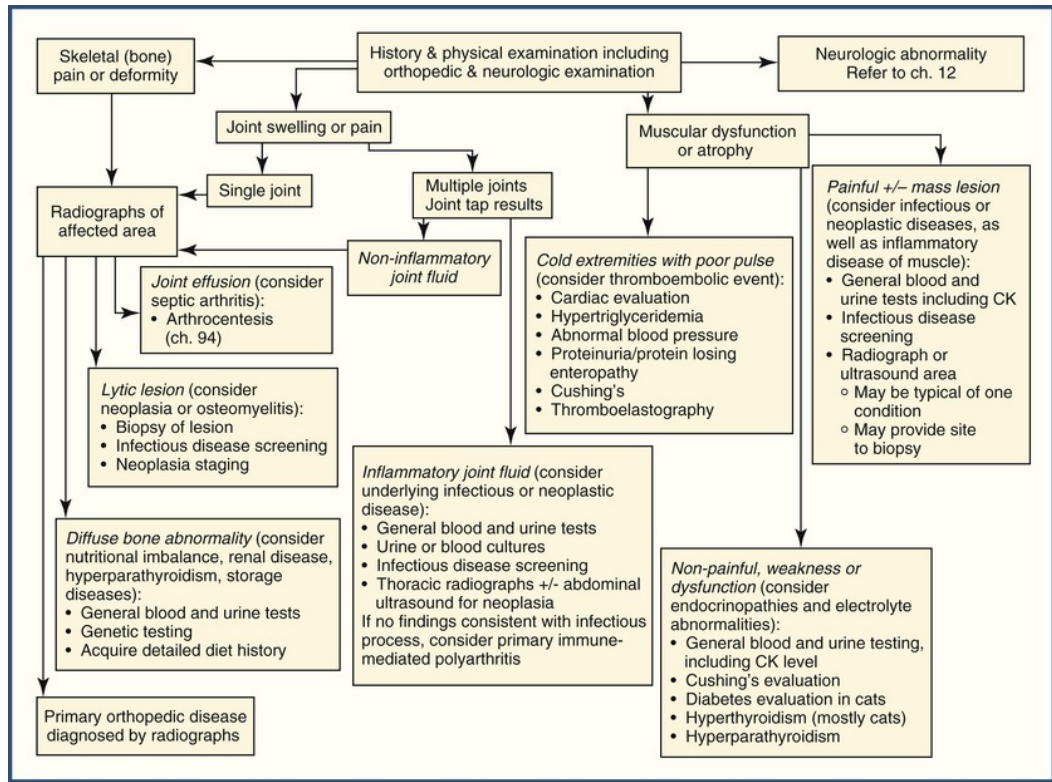 Skeletal (bone)
pain or deformity
History & physical examination including
orthopedic & neurologic examination
Neurologic abnormality
Refer to ch. 12
Joint swelling or pain
Muscular dysfunction
or atrophy
Single joint
Multiple joints
Joint tap results
Radiographs of
affected area
Non-inflammatory
joint fluid
Painful +/– mass lesion
(consider infectious or
neoplastic diseases, as
well as inflammatory
disease of muscle):
• General blood and
urine tests including CK
• Infectious disease
screening
• Radiograph or
ultrasound area
o May be typical of one
condition
o May provide site
to biopsy
Cold extremities with poor pulse
(consider thromboembolic event):
• Cardiac evaluation
• Hypertriglyceridemia
• Abnormal blood pressure
• Proteinuria/protein losing
enteropathy
• Cushing's
• Thromboelastography
Joint effusion (consider
septic arthritis):
• Arthrocentesis
(ch. 94)
Lytic lesion (consider
neoplasia or osteomyelitis):
• Biopsy of lesion
• Infectious disease screening
• Neoplasia staging
Inflammatory joint fluid (consider
underlying infectious or neoplastic
disease):
• General blood and urine tests
• Urine or blood cultures
• Infectious disease screening
• Thoracic radiographs +/- abdominal
ultrasound for neoplasia
If no findings consistent with infectious
process, consider primary immune-
mediated polyarthritis
Diffuse bone abnormality (consider
nutritional imbalance, renal disease,
hyperparathyroidism, storage
diseases):
• General blood and urine tests
• Genetic testing
• Acquire detailed diet history
Non-painful, weakness or
dysfunction (consider
endocrinopathies and electrolyte
abnormalities):
• General blood and urine testing,
including CK level
• Cushing's evaluation
• Diabetes evaluation in cats
• Hyperthyroidism (mostly cats)
• Hyperparathyroidism
Primary orthopedic disease
diagnosed by radiographs